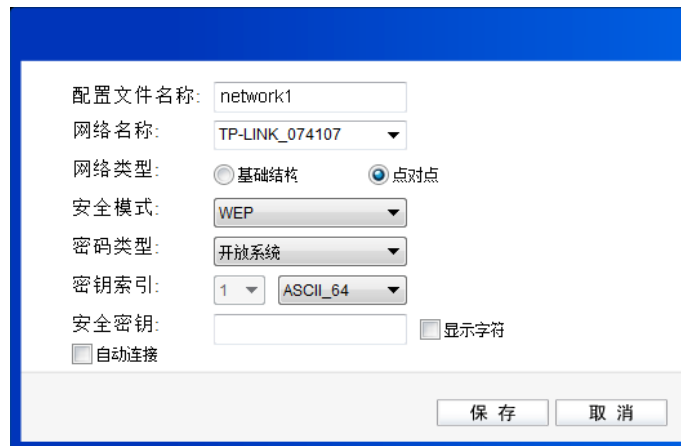 配置文件名称: network1
网络名称: TP-LINK_074107
网络类型: 基础结构 点对点
安全模式: WEP
密码类型: 开放系统
密钥索引: 1 ASCII_64
安全密钥: 显示字符
自动连接
保存 取消